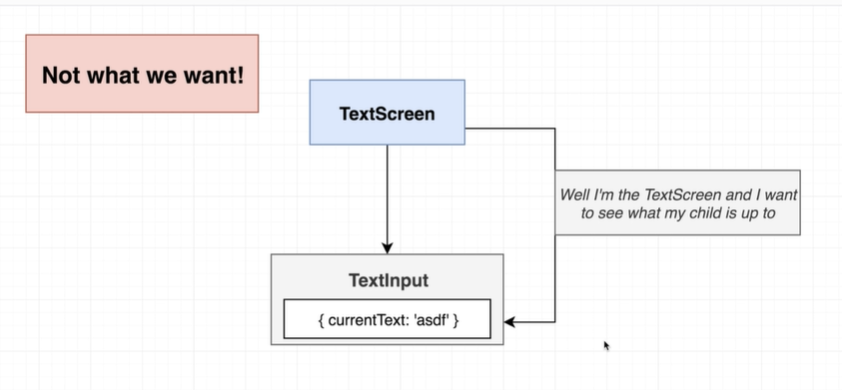 Not what we want!
TextScreen
Well I'm the TextScreen and I want
to see what my child is up to
TextInput
{ currentText: 'asdf' }